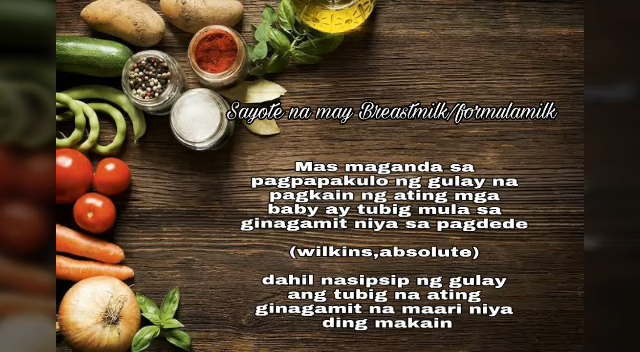 Sayote na may Breastmilk/formulamilk
Mas maganda sa
pagpapakulo ng gulay na
pagkain ng ating mga
baby ay tubig mula sa
ginagamit niya sa pagdede
(wilkins,absolute)
dahil nasipsip ng gulay
ang tubig na ating
ginagamit na maari niya
ding makain